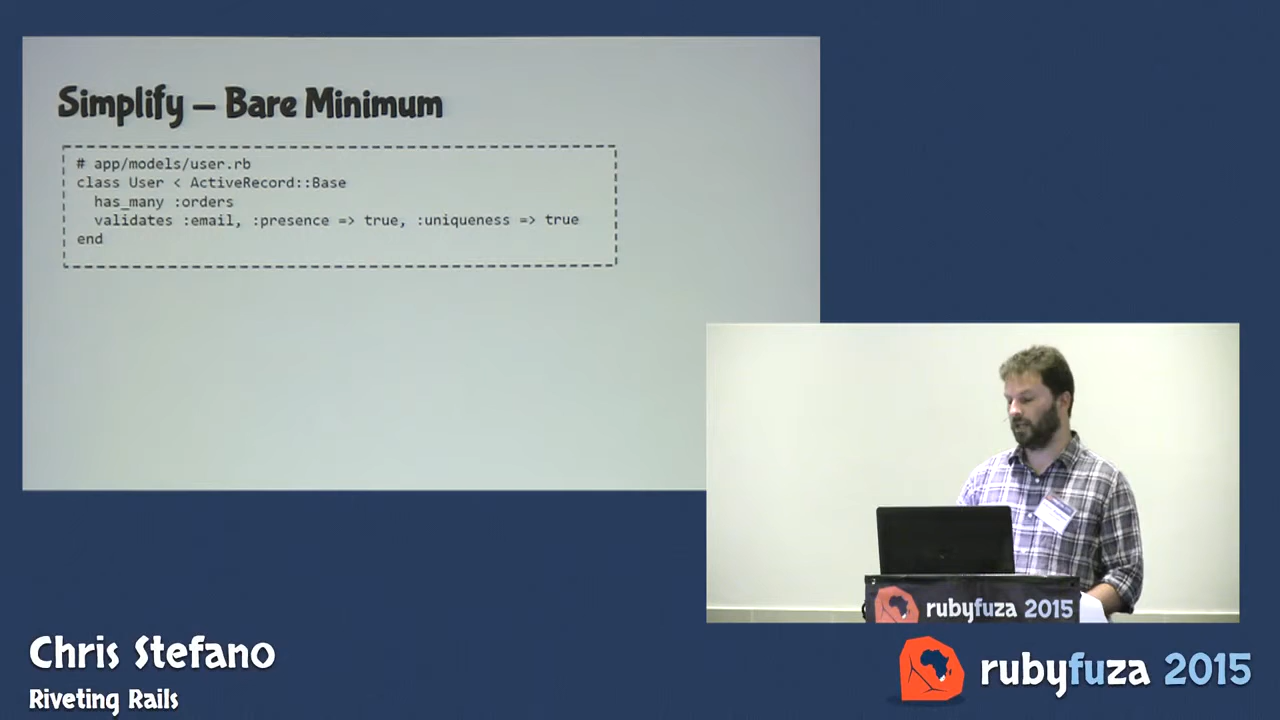 Simplify – Bare Minimum
# app/models/user.rb
class User < ActiveRecord::Base
has_many :orders
validates :email, :presence => true, :uniqueness => true
end
rubyfuza 2015
Chris Stefano
Riveting Rails
rubyfuza 2015